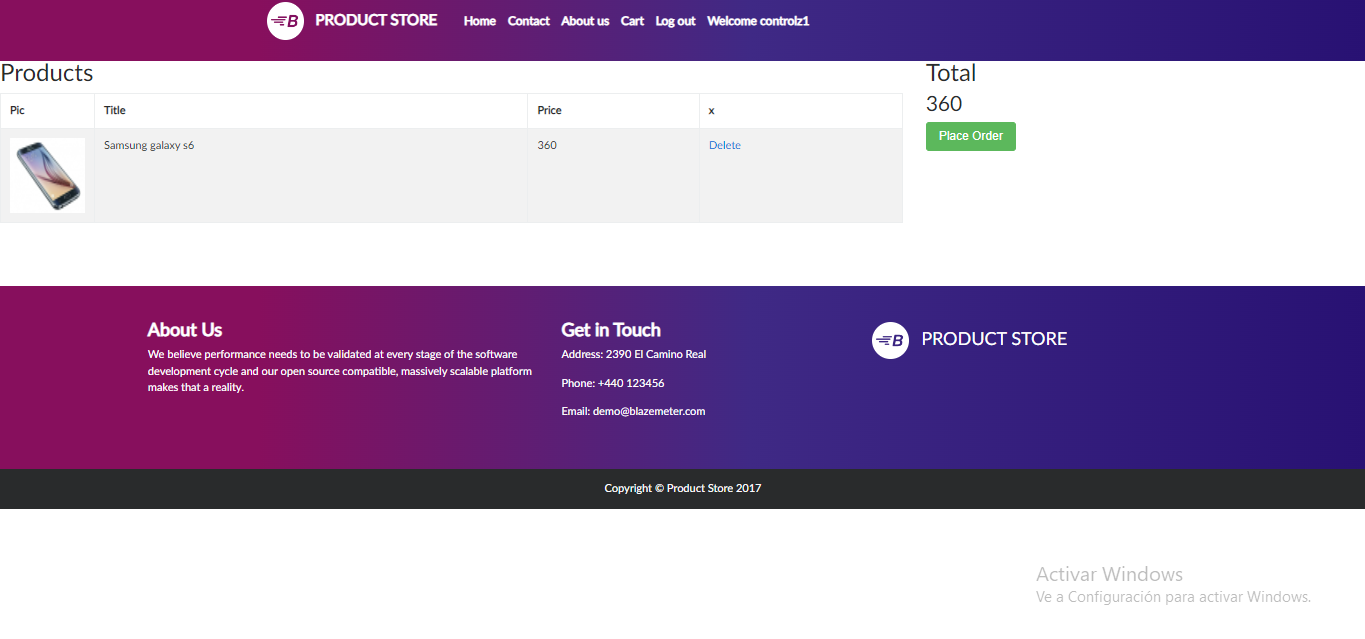 B PRODUCT STORE Home Contact About us Cart Log out Welcome controlz1
Products
Pic Title Price x
Samsung galaxy s6 360 Delete
Total
360
Place Order
About Us
We believe performance needs to be validated at every stage of the software
development cycle and our open source compatible, massively scalable platform
makes that a reality.
Get in Touch
Address: 2390 El Camino Real
Phone: +440 123456
Email: demo@blazemeter.com
B PRODUCT STORE
Copyright © Product Store 2017
Activar Windows
Ve a Configuración para activar Windows.